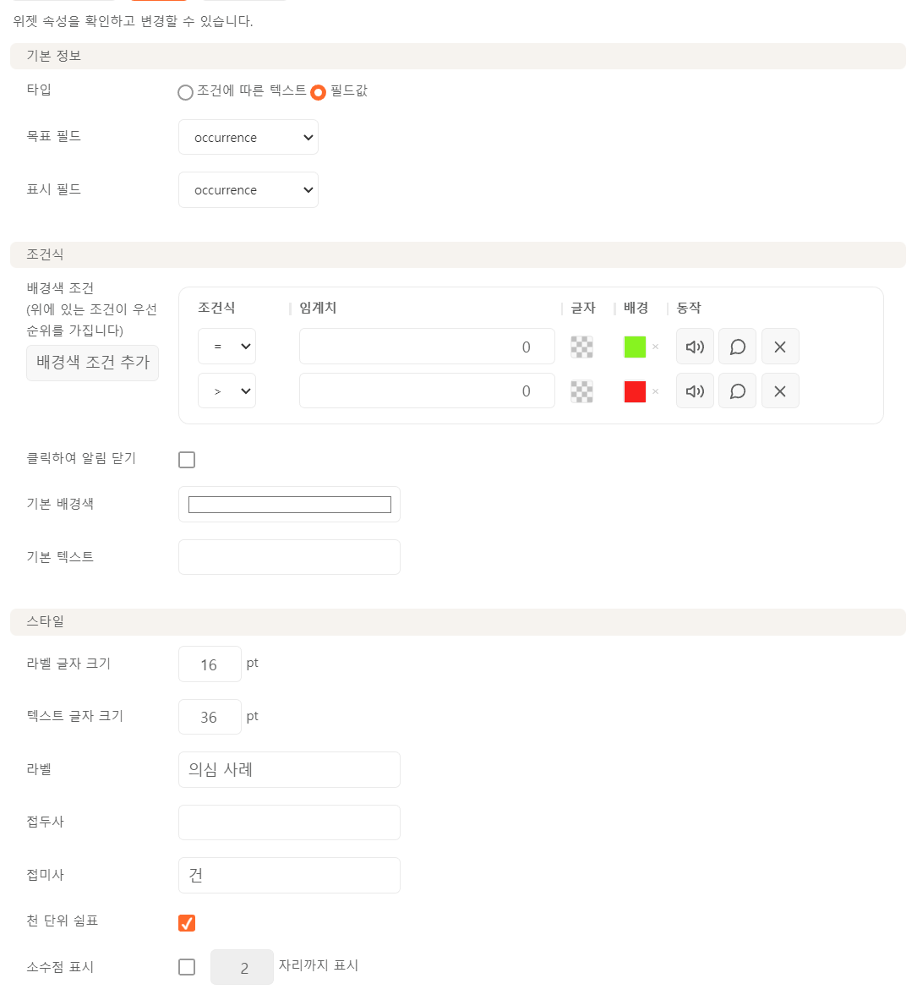 위젯 속성을 확인하고 변경할 수 있습니다.
기본 정보
타입 조건에 따른 텍스트 필드값
목표 필드 occurrence
표시 필드 occurrence
조건식
배경색 조건
(위에 있는 조건이 우선
순위를 가집니다)
배경색 조건 추가
조건식 임계치 글자 배경 동작
= 0 ×
> 0 ×
클릭하여 알림 닫기
기본 배경색
기본 텍스트
스타일
라벨 글자 크기 16 pt
텍스트 글자 크기 36 pt
라벨 의심 사례
접두사
접미사 건
천 단위 쉼표
소수점 표시 2 자리까지 표시